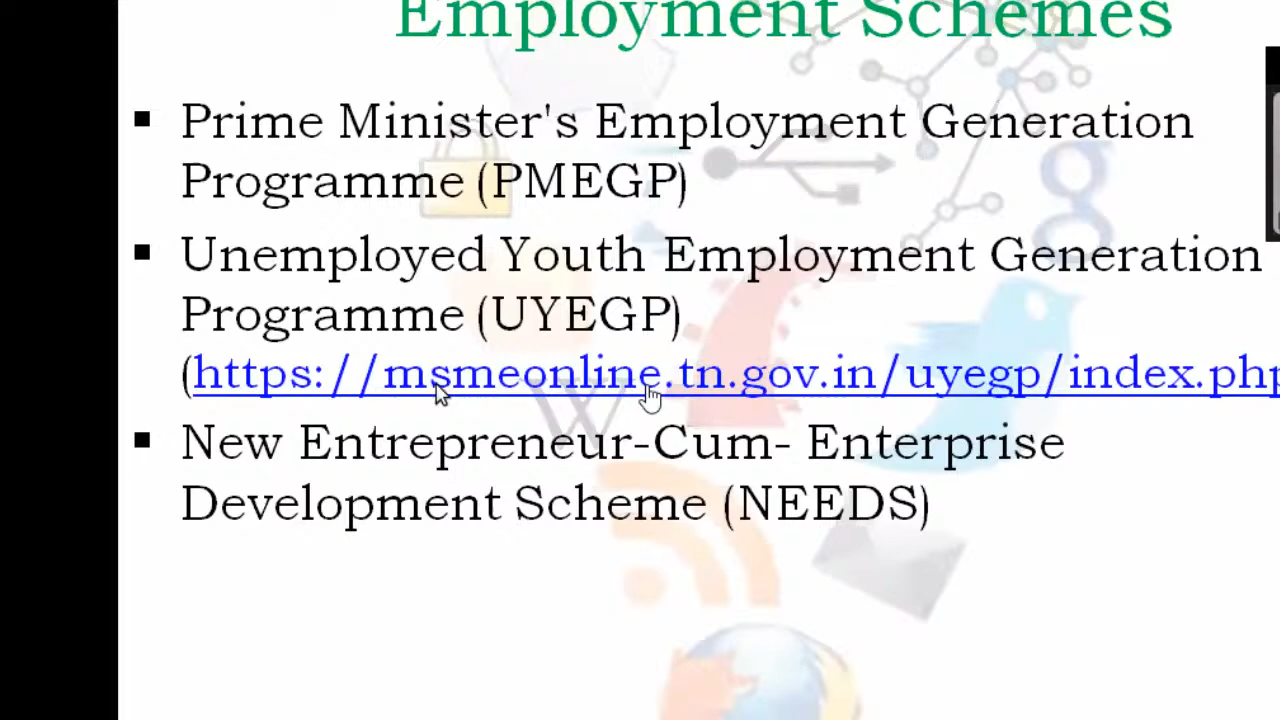 Employment Schemes
▪ Prime Minister's Employment Generation
Programme (PMEGP)
▪ Unemployed Youth Employment Generation
Programme (UYEGP)
(https://msmeonline.tn.gov.in/uyegp/index.php
▪ New Entrepreneur-Cum- Enterprise
Development Scheme (NEEDS)